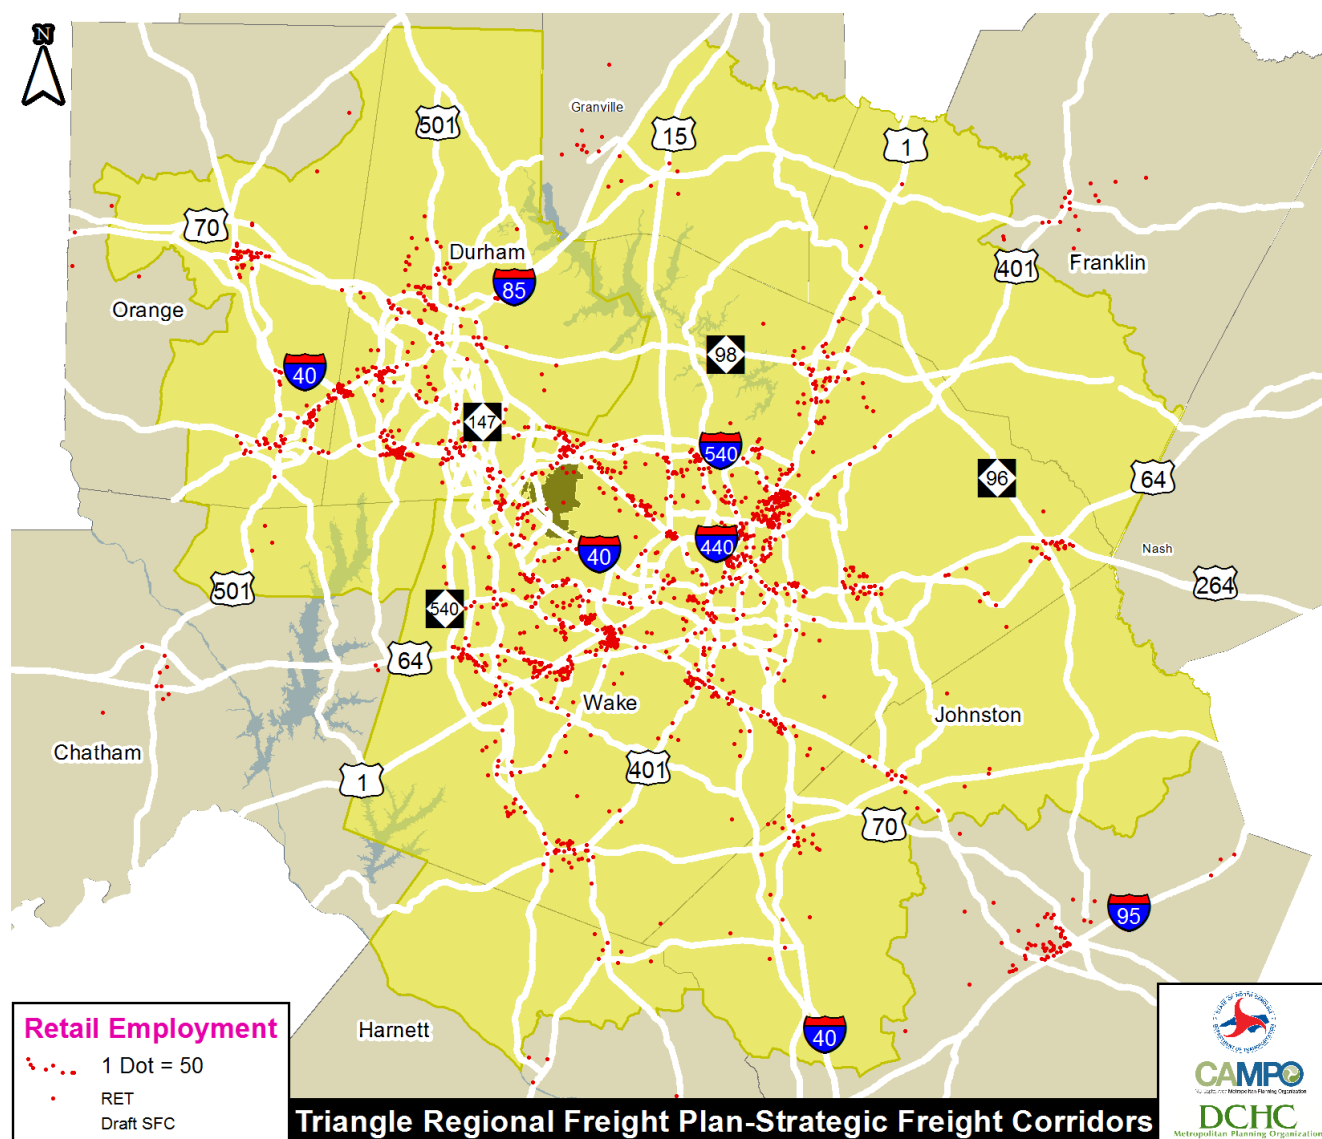 N
Granville
501
15
1
70
Durham
401
Franklin
85
Orange
98
40
147
540
96
64
Nash
440
40
264
501
540
64
Wake
Johnston
Chatham
401
1
70
95
Harnett
40
Retail Employment
1 Dot = 50
RET
Draft SFC
Triangle Regional Freight Plan-Strategic Freight Corridors
CAMPO
DCHC
Metropolitan Planning Organization